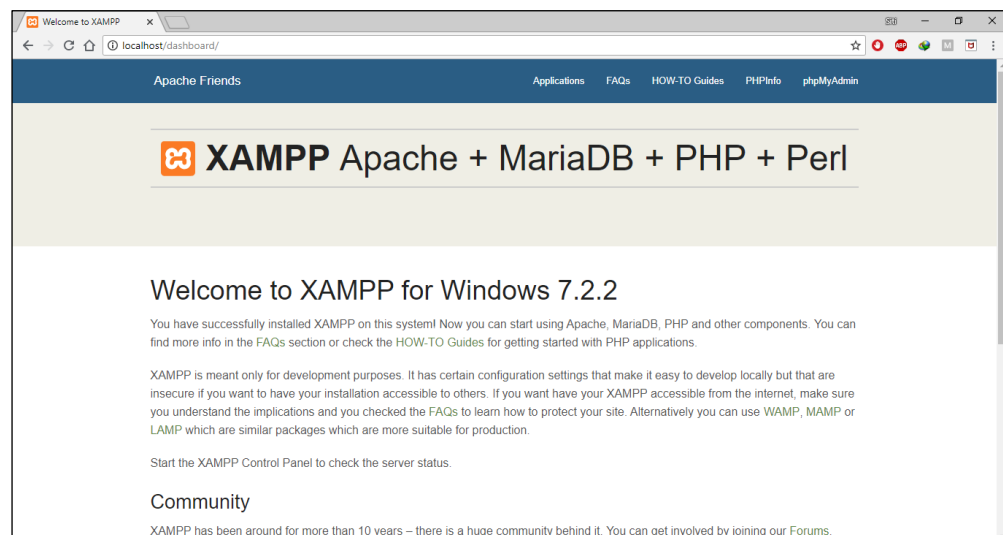 Welcome to XAMPP
localhost/dashboard/
ABP
M
Apache Friends
Applications FAQs HOW-TO Guides PHPInfo phpMyAdmin
XAMPP Apache + MariaDB + PHP + Perl
Welcome to XAMPP for Windows 7.2.2
You have successfully installed XAMPP on this system! Now you can start using Apache, MariaDB, PHP and other components. You can
find more info in the FAQs section or check the HOW-TO Guides for getting started with PHP applications.
XAMPP is meant only for development purposes. It has certain configuration settings that make it easy to develop locally but that are
insecure if you want to have your installation accessible to others. If you want have your XAMPP accessible from the internet, make sure
you understand the implications and you checked the FAQs to learn how to protect your site. Alternatively you can use WAMP, MAMP or
LAMP which are similar packages which are more suitable for production.
Start the XAMPP Control Panel to check the server status.
Community
XAMPP has been around for more than 10 years – there is a huge community behind it. You can get involved by joining our Forums,